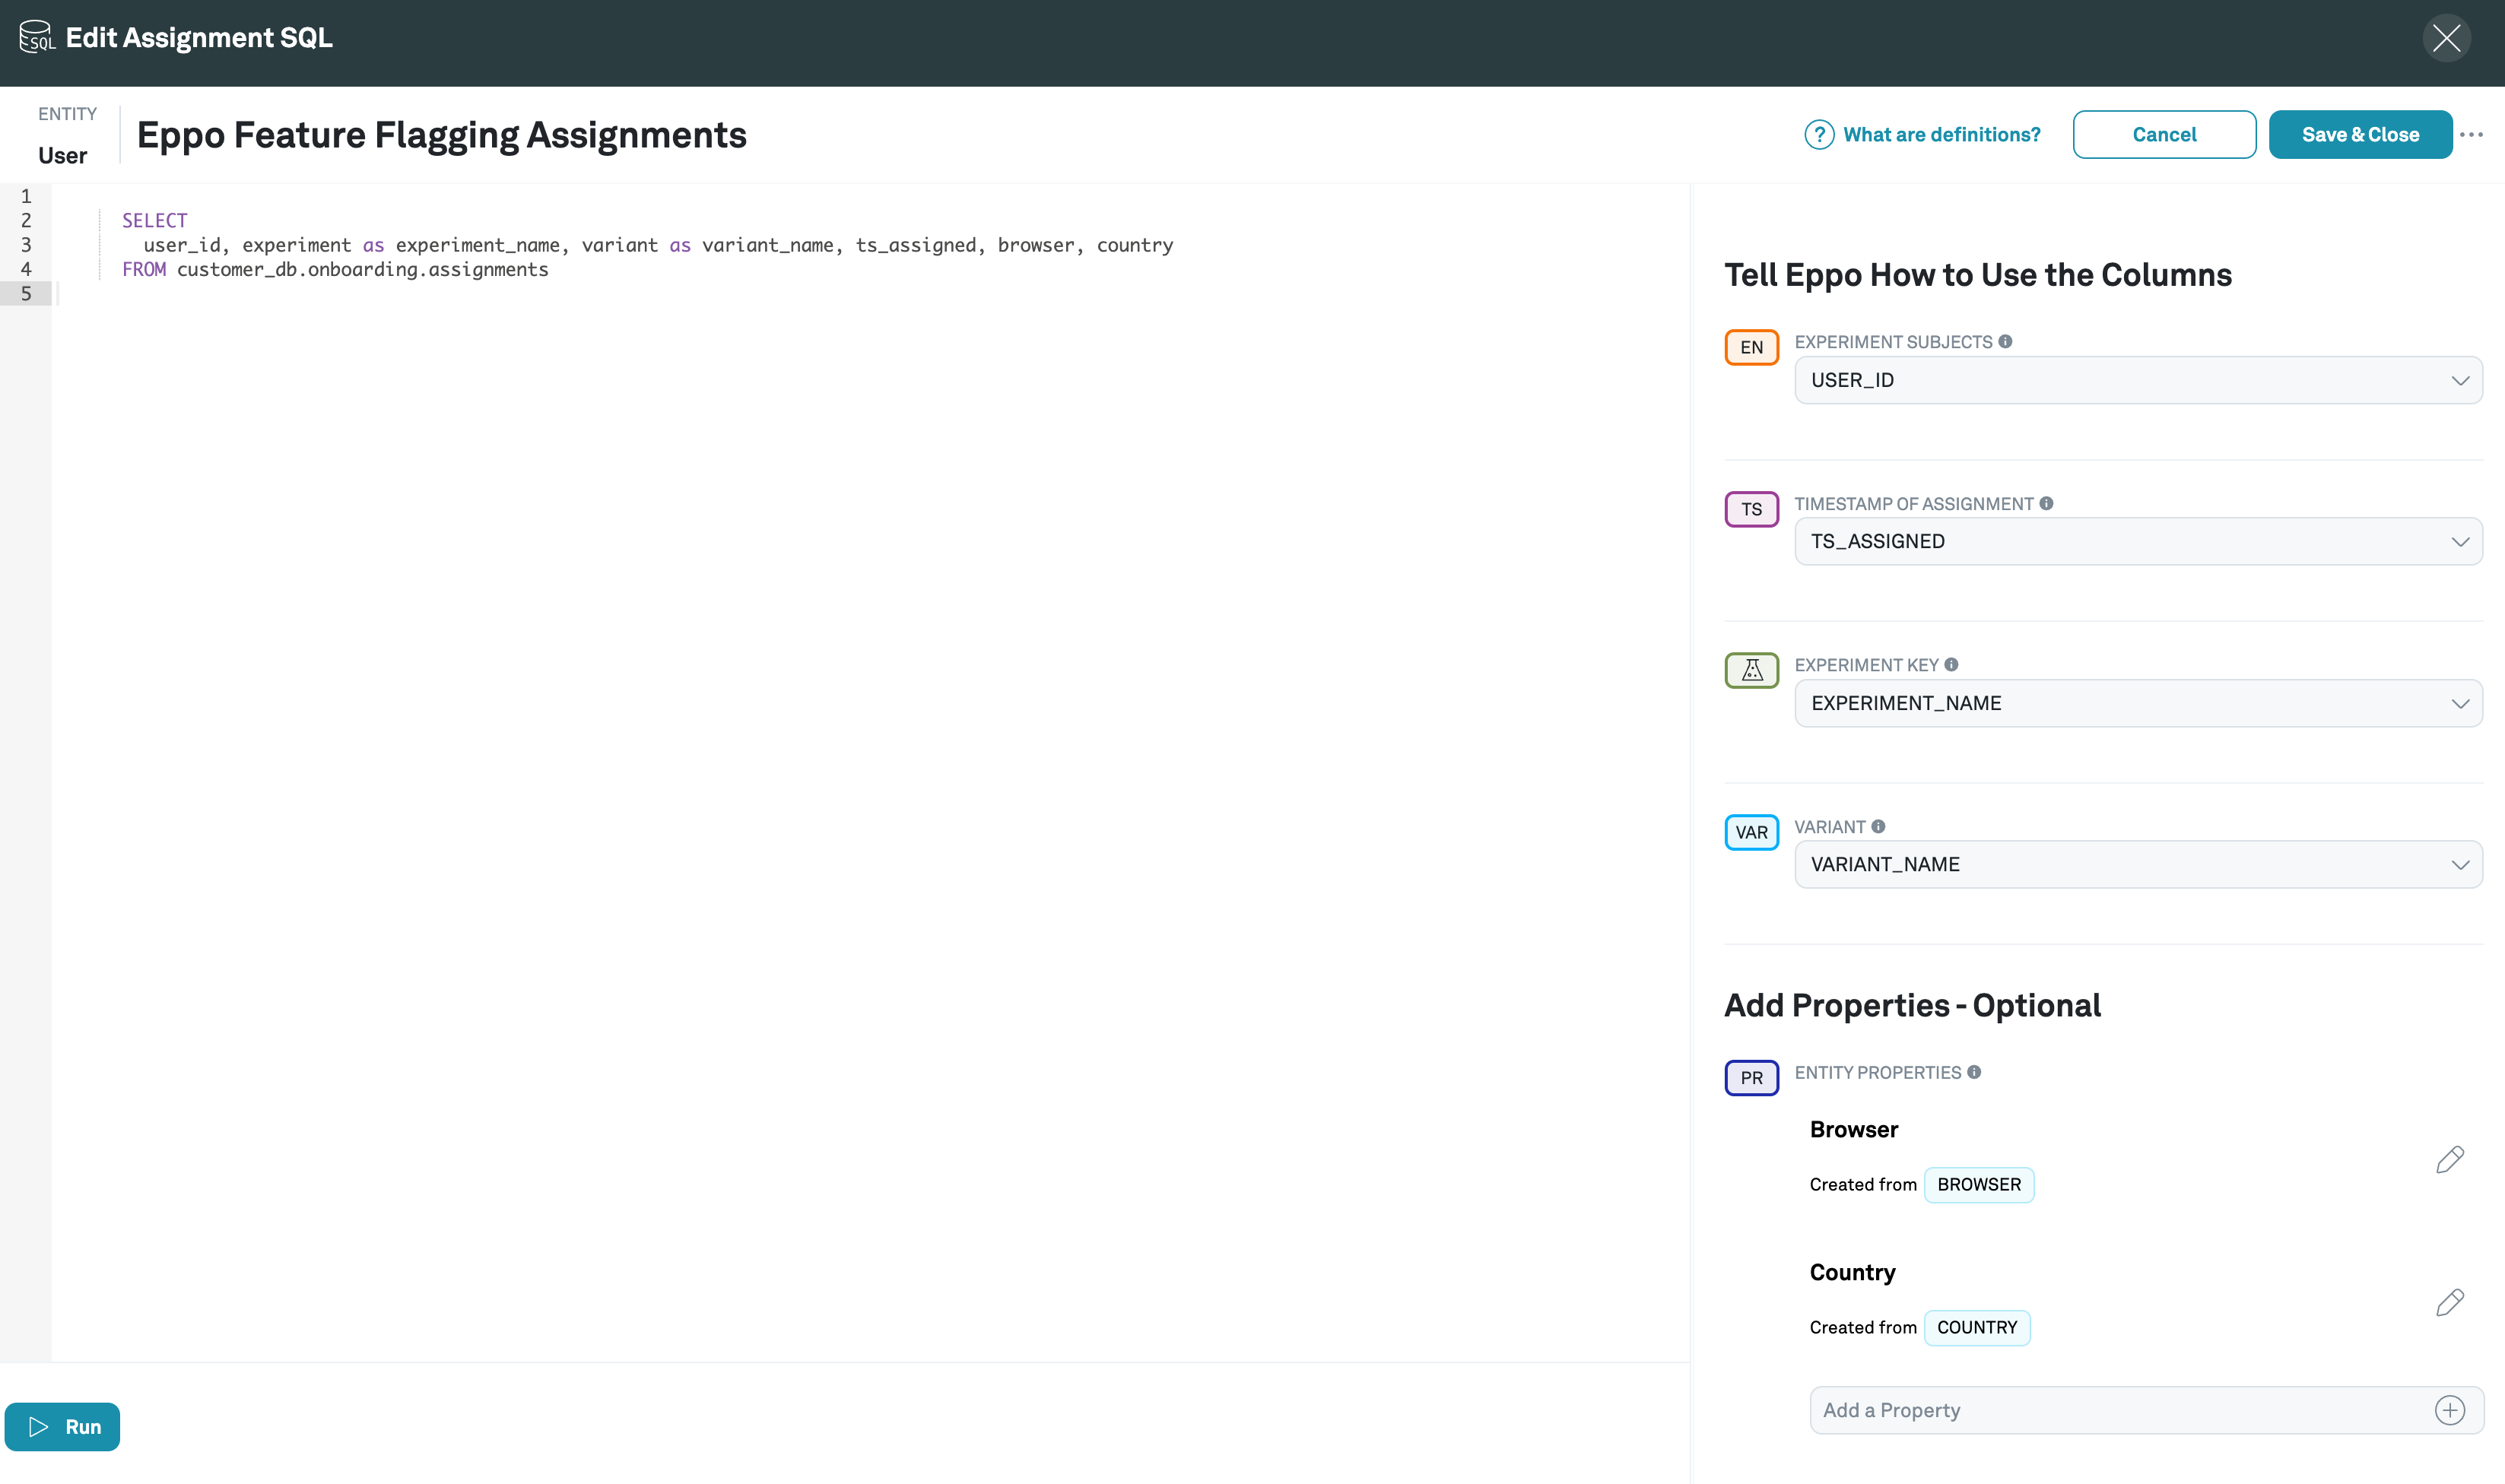 SQL Edit Assignment SQL
ENTITY
User
Eppo Feature Flagging Assignments
? What are definitions?
Cancel
Save & Close
1
2 SELECT
3 user_id, experiment as experiment_name, variant as variant_name, ts_assigned, browser, country
4 FROM customer_db.onboarding.assignments
5
Run
Tell Eppo How to Use the Columns
EN EXPERIMENT SUBJECTS
USER_ID
TS TIMESTAMP OF ASSIGNMENT
TS_ASSIGNED
EXPERIMENT KEY
EXPERIMENT_NAME
VAR VARIANT
VARIANT_NAME
Add Properties - Optional
PR ENTITY PROPERTIES
Browser
Created from BROWSER
Country
Created from COUNTRY
Add a Property